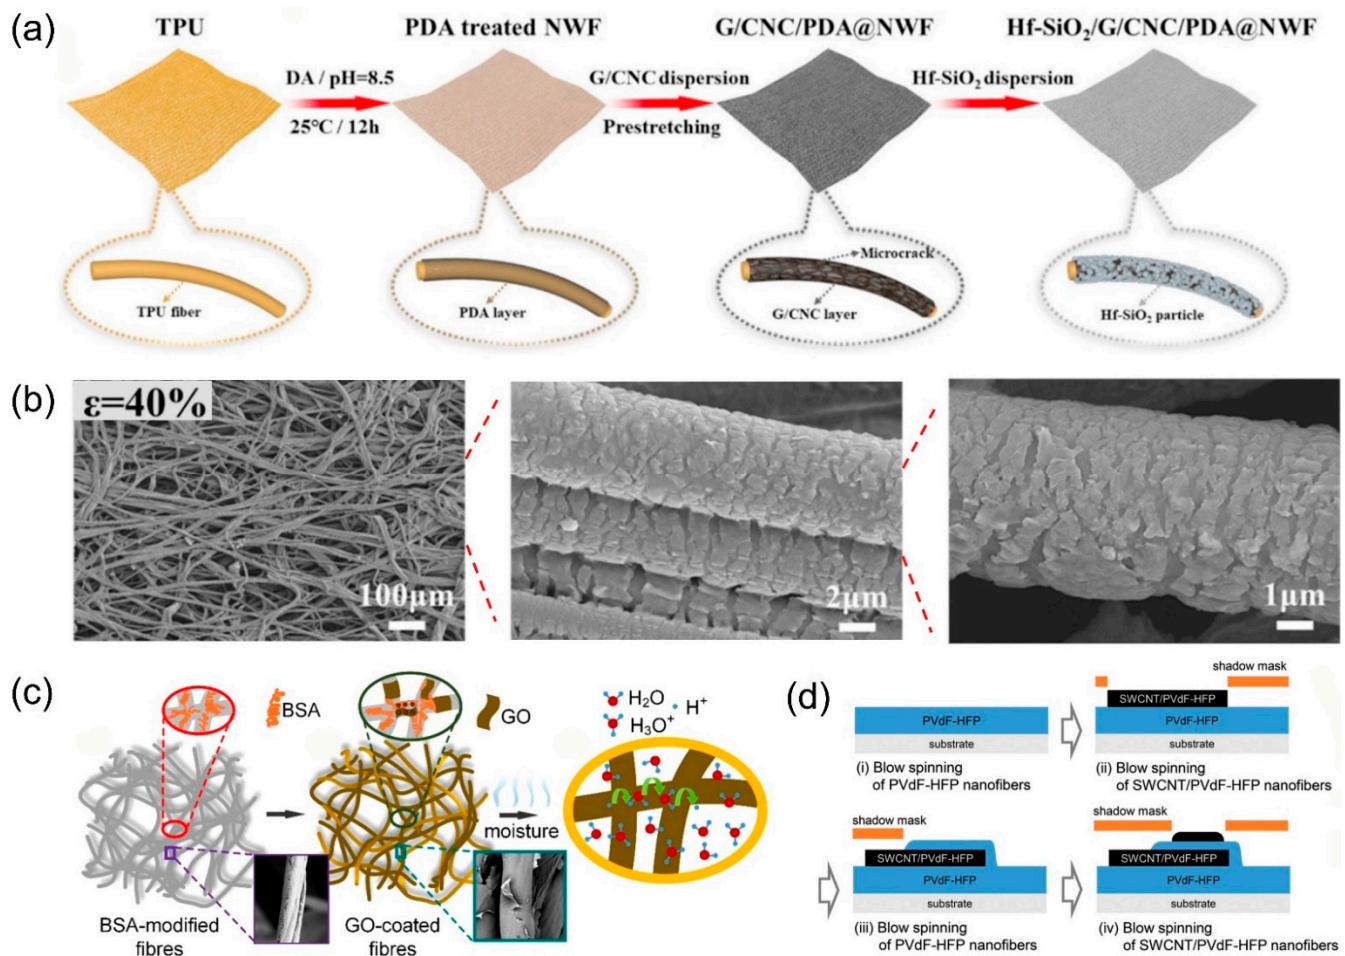 (a)
TPU
PDA treated NWF
G/CNC/PDA@NWF
Hf-SiO₂/G/CNC/PDA@NWF
DA / pH=8.5
25°C / 12h
G/CNC dispersion
Prestretching
Hf-SiO₂ dispersion
TPU fiber
PDA layer
Microcrack
G/CNC layer
Hf-SiO₂ particle
(b)
ε=40%
100μm
2μm
1μm
(c)
BSA
GO
H₂O
H⁺
H₃O⁺
moisture
BSA-modified
fibres
GO-coated
fibres
(d)
PVdF-HFP
substrate
(i) Blow spinning
of PVdF-HFP nanofibers
shadow mask
SWCNT/PVdF-HFP
PVdF-HFP
substrate
(ii) Blow spinning
of SWCNT/PVdF-HFP nanofibers
shadow mask
SWCNT/PVdF-HFP
PVdF-HFP
substrate
(iii) Blow spinning
of PVdF-HFP nanofibers
shadow mask
SWCNT/PVdF-HFP
PVdF-HFP
substrate
(iv) Blow spinning
of SWCNT/PVdF-HFP nanofibers